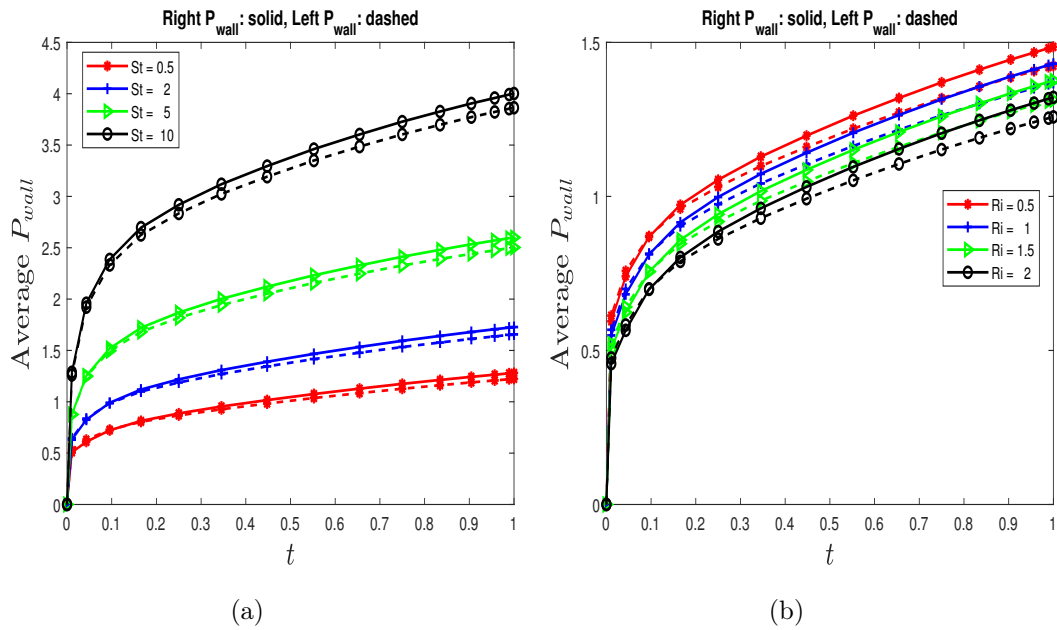 Right P_wall: solid, Left P_wall: dashed
4.5
4
3.5
3
2.5
2
1.5
1
0.5
0
Average P_wall
St = 0.5
St = 2
St = 5
St = 10
0 0.1 0.2 0.3 0.4 0.5 0.6 0.7 0.8 0.9 1
t
(a)
Right P_wall: solid, Left P_wall: dashed
1.5
1
0.5
0
Average P_wall
Ri = 0.5
Ri = 1
Ri = 1.5
Ri = 2
0 0.1 0.2 0.3 0.4 0.5 0.6 0.7 0.8 0.9 1
t
(b)